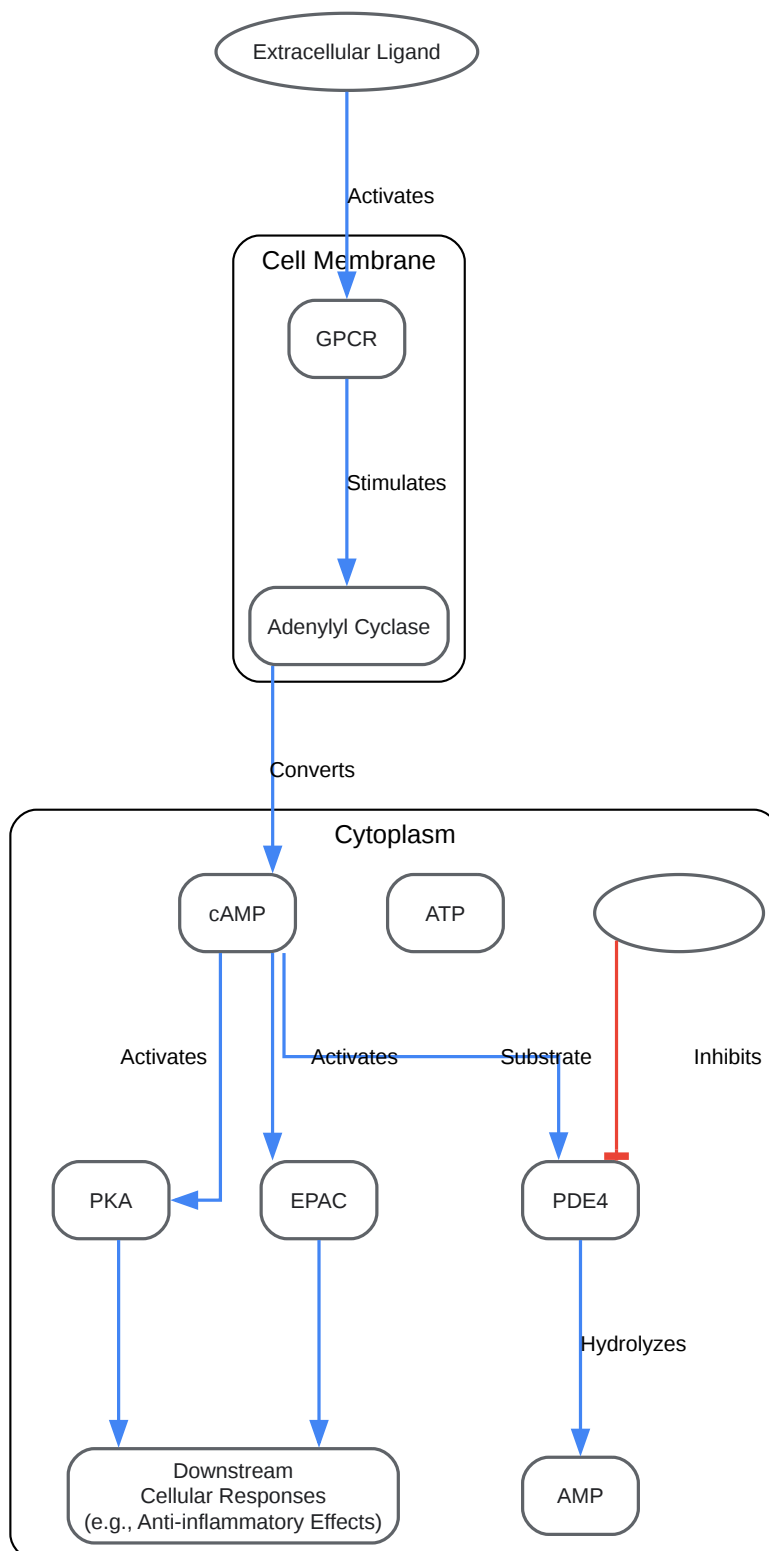 Extracellular Ligand
Activates
Cell Membrane
GPCR
Stimulates
Adenylyl Cyclase
Converts
Cytoplasm
cAMP
ATP
Activates
Activates
Substrate
Inhibits
PKA
EPAC
PDE4
Hydrolyzes
Downstream
Cellular Responses
(e.g., Anti-inflammatory Effects)
AMP